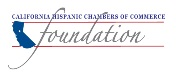 CALIFORNIA HISPANIC CHAMBERS OF COMMERCE
foundation